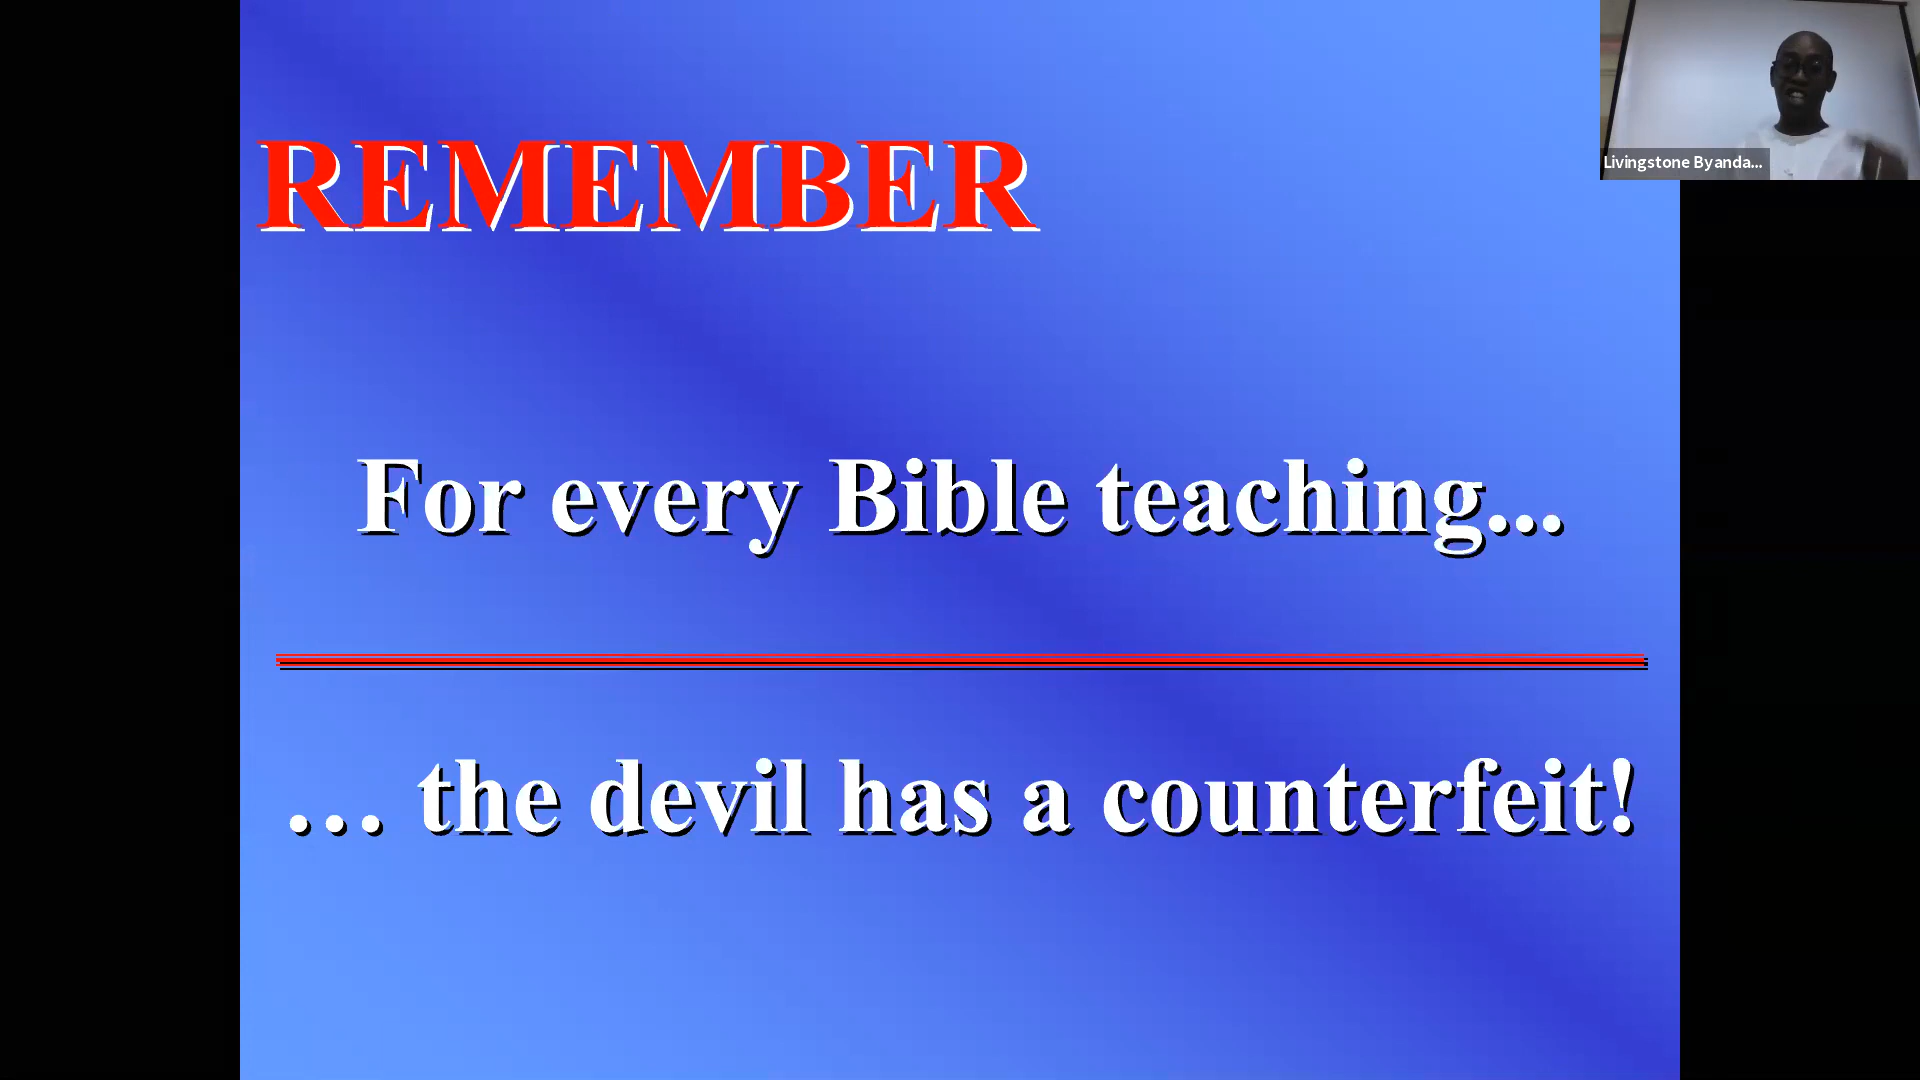 Livingstone Byanda...
REMEMBER
For every Bible teaching...
… the devil has a counterfeit!